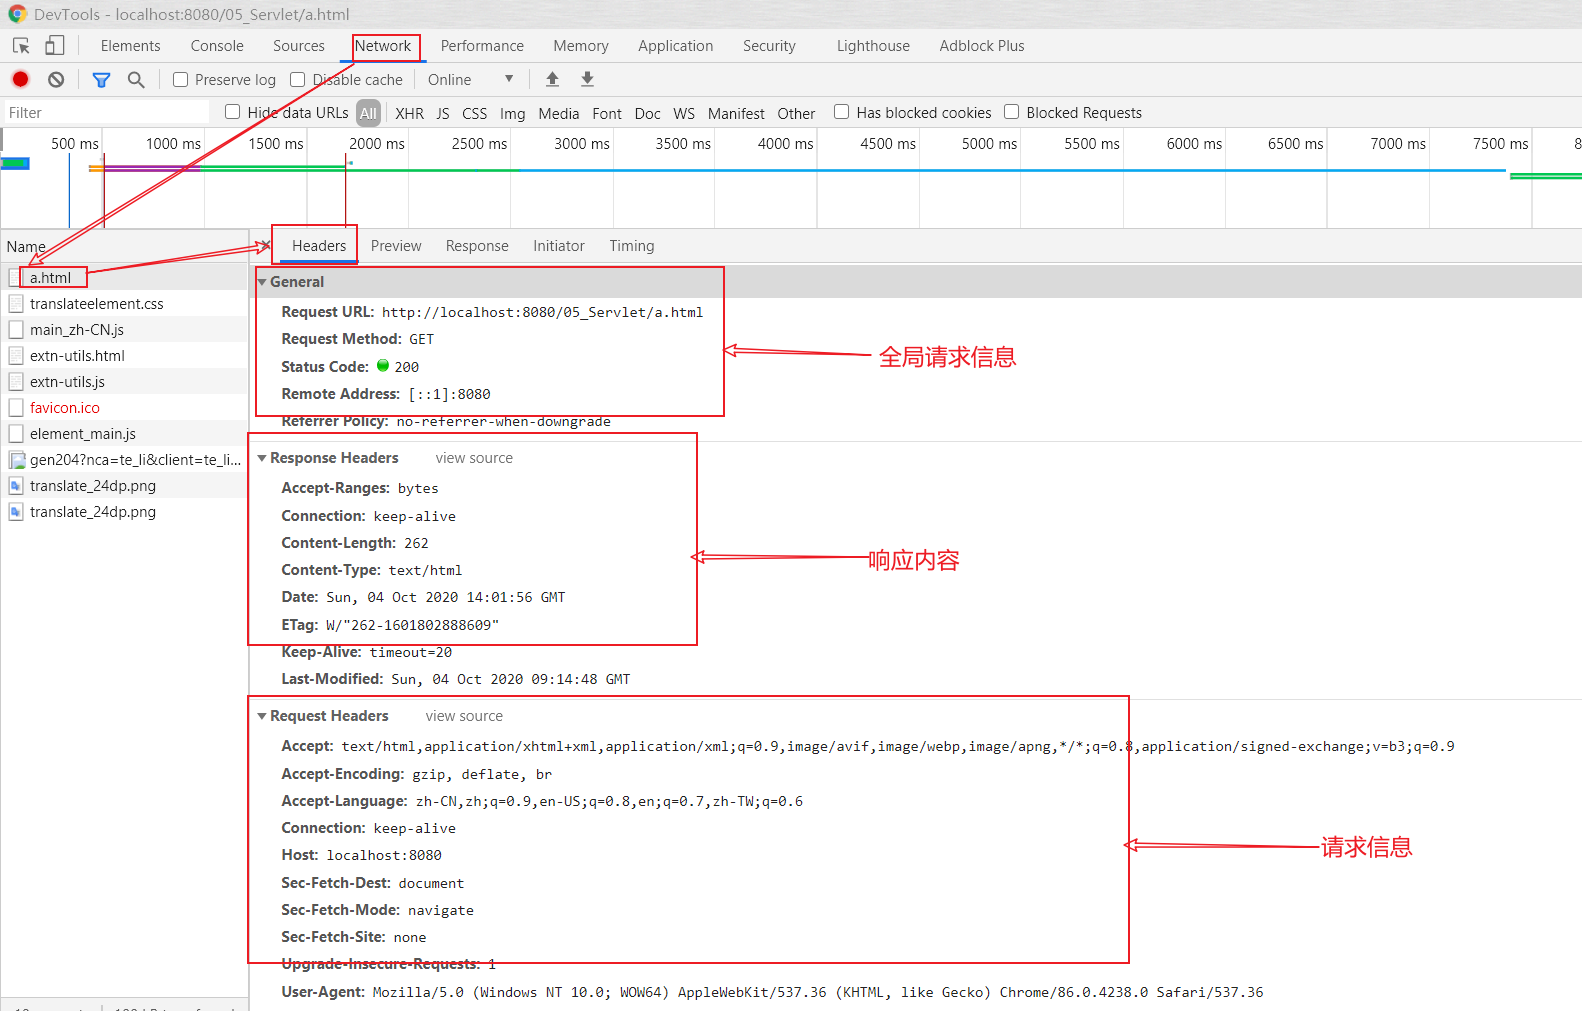 DevTools - localhost:8080/05_Servlet/a.html
Elements Console Sources Network Performance Memory Application Security Lighthouse Adblock Plus
Preserve log Disable cache Online
Filter Hide data URLs All XHR JS CSS Img Media Font Doc WS Manifest Other Has blocked cookies Blocked Requests
500 ms 1000 ms 1500 ms 2000 ms 2500 ms 3000 ms 3500 ms 4000 ms 4500 ms 5000 ms 5500 ms 6000 ms 6500 ms 7000 ms 7500 ms 8
Name
a.html
translateelement.css
main_zh-CN.js
extn-utils.html
extn-utils.js
favicon.ico
element_main.js
gen204?nca=te_li&client=te_li...
translate_24dp.png
translate_24dp.png
Headers Preview Response Initiator Timing
General
Request URL: http://localhost:8080/05_Servlet/a.html
Request Method: GET
Status Code: 200
Remote Address: [::1]:8080
Referrer Policy: no-referrer-when-downgrade
全局请求信息
Response Headers view source
Accept-Ranges: bytes
Connection: keep-alive
Content-Length: 262
Content-Type: text/html
Date: Sun, 04 Oct 2020 14:01:56 GMT
ETag: W/"262-1601802888609"
Keep-Alive: timeout=20
Last-Modified: Sun, 04 Oct 2020 09:14:48 GMT
响应内容
Request Headers view source
Accept: text/html,application/xhtml+xml,application/xml;q=0.9,image/avif,image/webp,image/apng,*/*;q=0.8,application/signed-exchange;v=b3;q=0.9
Accept-Encoding: gzip, deflate, br
Accept-Language: zh-CN,zh;q=0.9,en-US;q=0.8,en;q=0.7,zh-TW;q=0.6
Connection: keep-alive
Host: localhost:8080
Sec-Fetch-Dest: document
Sec-Fetch-Mode: navigate
Sec-Fetch-Site: none
Upgrade-Insecure-Requests: 1
User-Agent: Mozilla/5.0 (Windows NT 10.0; WOW64) AppleWebKit/537.36 (KHTML, like Gecko) Chrome/86.0.4238.0 Safari/537.36
请求信息